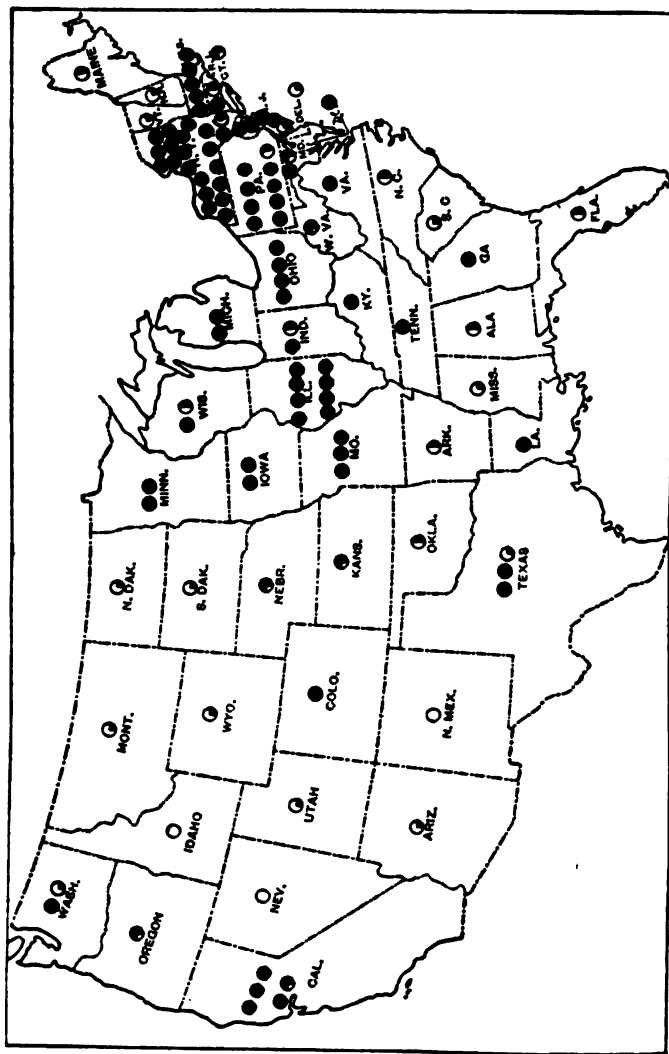 WASH.
OREGON
CAL.
NEV.
IDAHO
MONT.
WYO.
UTAH
ARIZ.
COLO.
N. MEX.
N. DAK.
S. DAK.
NEBR.
KANS.
OKLA.
TEXAS
MINN.
IOWA
MO.
ARK.
LA.
WIS.
ILL.
MICH.
IND.
OHIO
KY.
TENN.
MISS.
ALA
GA
FLA.
S. C
N. C.
VA.
W. VA.
PA.
MD.
DEL.
CT.
MAINE